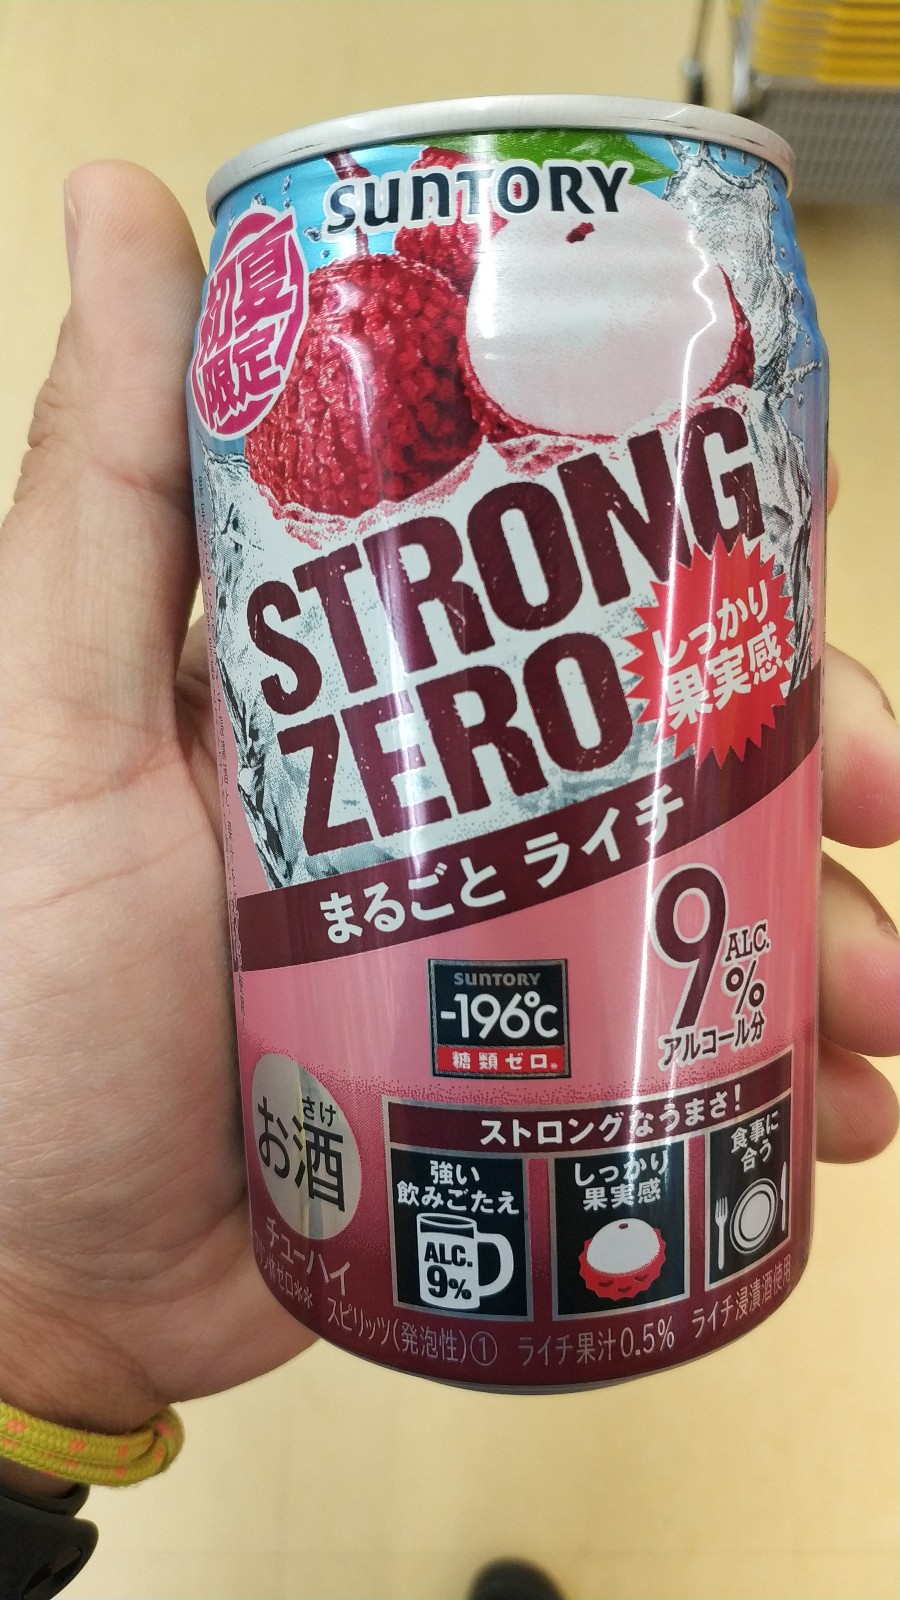 SUNTORY
初夏
限定
STRONG
ZERO
しっかり
果実感
まるごと ライチ
9 ALC. %
アルコール分
SUNTORY
-196℃
糖類ゼロ。
ストロングなうまさ!
強い
飲みごたえ
ALC.
9%
しっかり
果実感
食事に
合う
さけ
お酒
チューハイ
スピリッツ(発泡性)① ライチ果汁0.5% ライチ浸漬酒使用